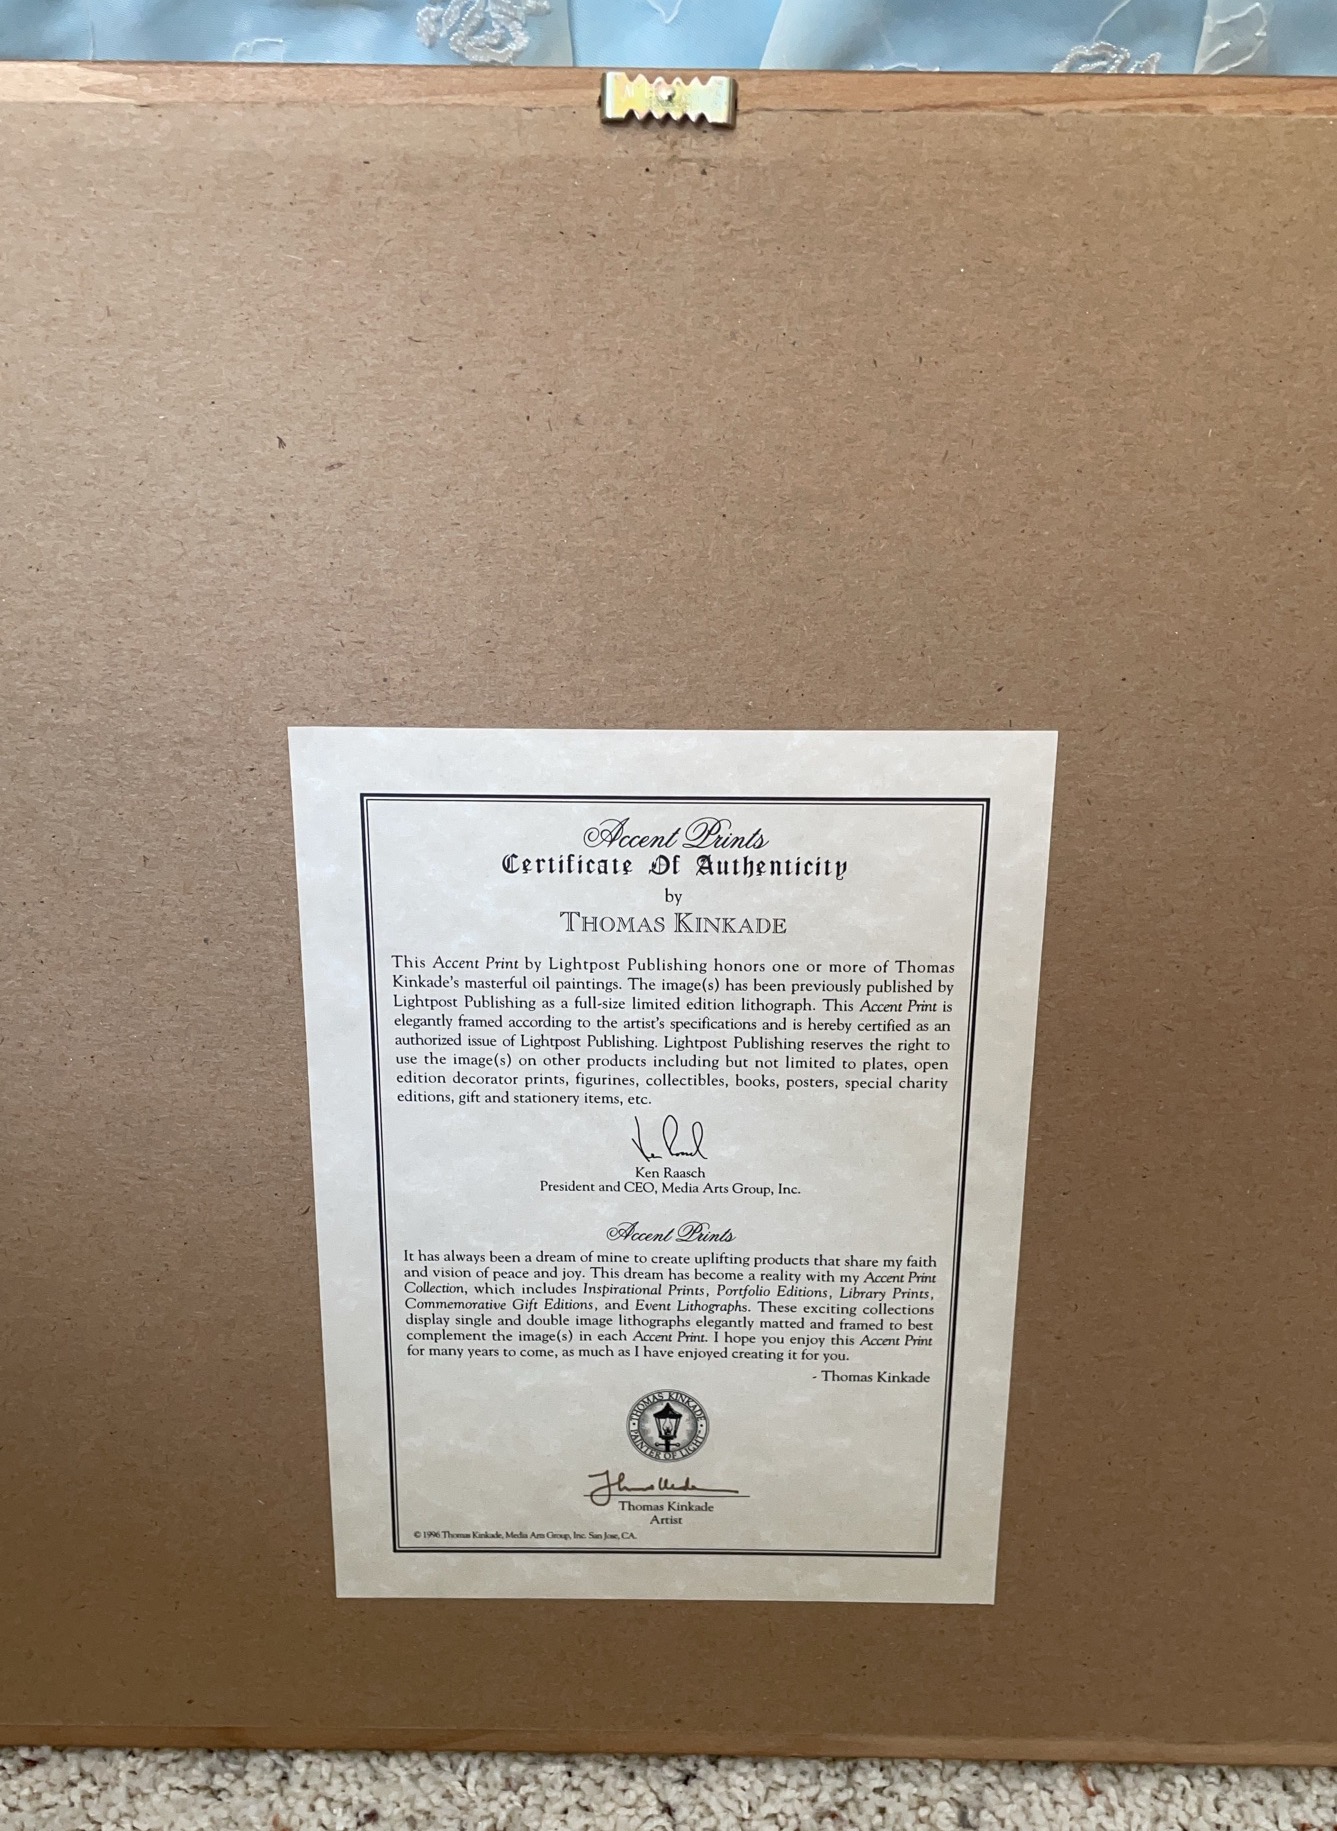 Accent Prints
Certificate Of Authenticity
by
THOMAS KINKADE
This Accent Print by Lightpost Publishing honors one or more of Thomas
Kinkade's masterful oil paintings. The image(s) has been previously published by
Lightpost Publishing as a full-size limited edition lithograph. This Accent Print is
elegantly framed according to the artist's specifications and is hereby certified as an
authorized issue of Lightpost Publishing. Lightpost Publishing reserves the right to
use the image(s) on other products including but not limited to plates, open
edition decorator prints, figurines, collectibles, books, posters, special charity
editions, gift and stationery items, etc.
Ken Raasch
President and CEO, Media Arts Group, Inc.
Accent Prints
It has always been a dream of mine to create uplifting products that share my faith
and vision of peace and joy. This dream has become a reality with my Accent Print
Collection, which includes Inspirational Prints, Portfolio Editions, Library Prints,
Commemorative Gift Editions, and Event Lithographs. These exciting collections
display single and double image lithographs elegantly matted and framed to best
complement the image(s) in each Accent Print. I hope you enjoy this Accent Print
for many years to come, as much as I have enjoyed creating it for you.
- Thomas Kinkade
THOMAS KINKADE
PAINTER OF LIGHT
Thomas Kinkade
Artist
© 1996 Thomas Kinkade, Media Arts Group, Inc. San Jose, CA.